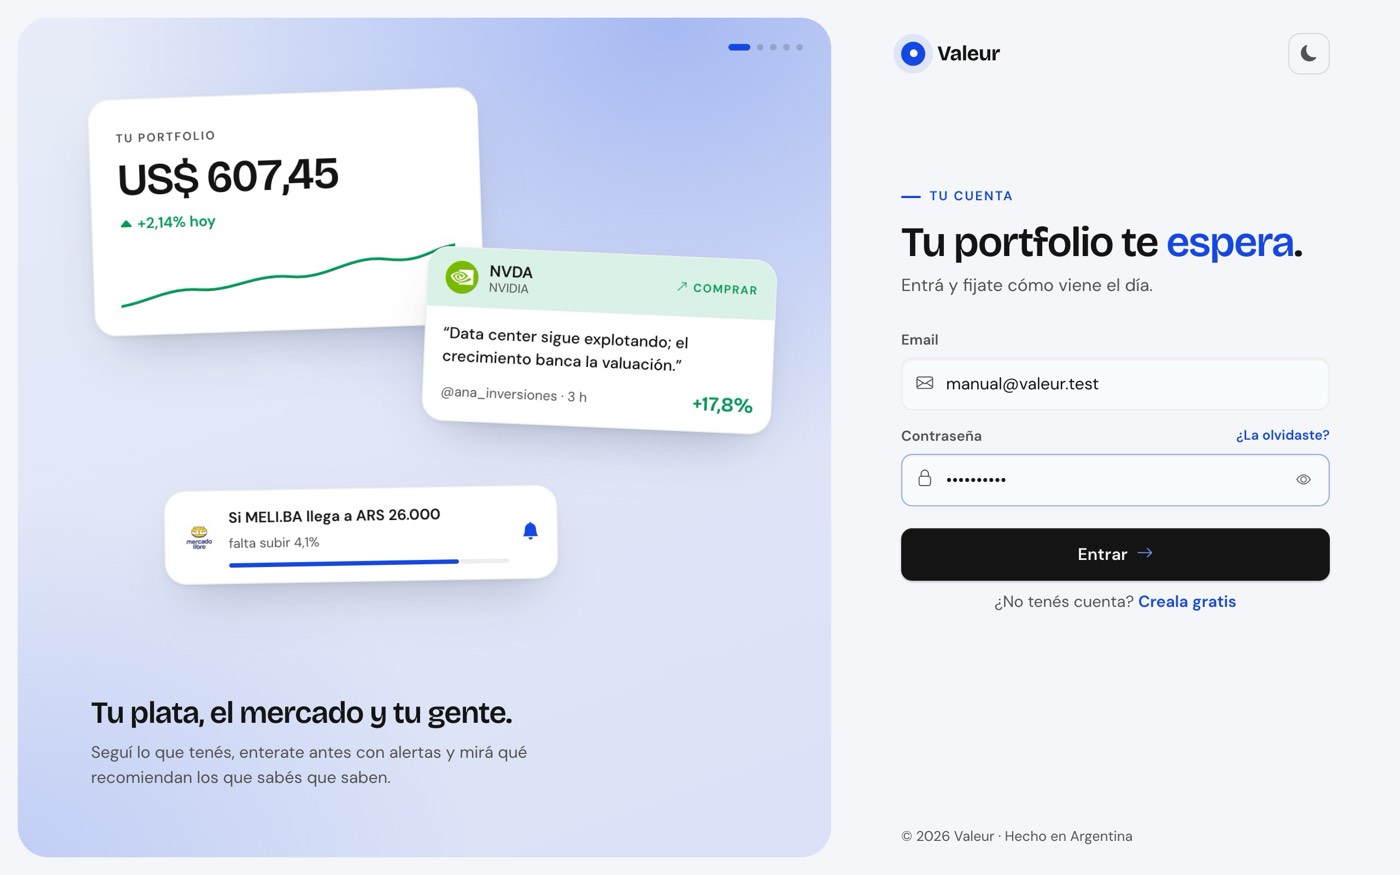 TU PORTFOLIO
US$ 607,45
+2,14% hoy
NVDA
NVIDIA
COMPRAR
“Data center sigue explotando; el
crecimiento banca la valuación.”
@ana_inversiones · 3 h
+17,8%
mercado
libre
Si MELI.BA llega a ARS 26.000
falta subir 4,1%
Tu plata, el mercado y tu gente.
Seguí lo que tenés, enterate antes con alertas y mirá qué
recomiendan los que sabés que saben.
Valeur
TU CUENTA
Tu portfolio te espera.
Entrá y fijate cómo viene el día.
Email
manual@valeur.test
Contraseña
¿La olvidaste?
••••••••••
Entrar
¿No tenés cuenta? Creala gratis
© 2026 Valeur · Hecho en Argentina